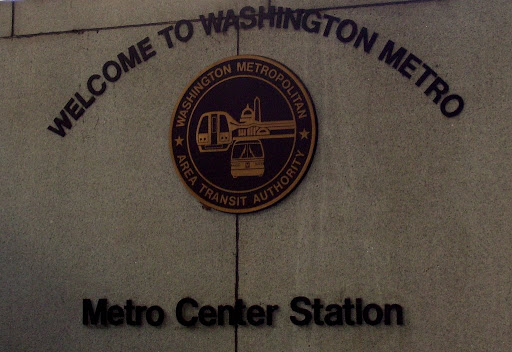 WELCOME TO WASHINGTON METRO
WASHINGTON METROPOLITAN
AREA TRANSIT AUTHORITY
Metro Center Station